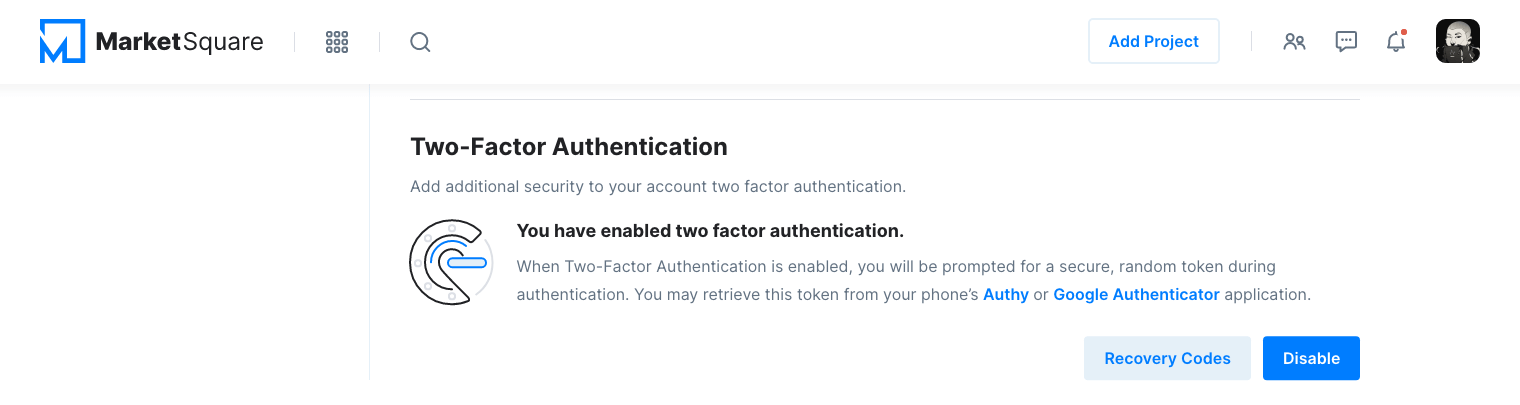 MarketSquare
Add Project
Two-Factor Authentication
Add additional security to your account two factor authentication.
You have enabled two factor authentication.
When Two-Factor Authentication is enabled, you will be prompted for a secure, random token during
authentication. You may retrieve this token from your phone's Authy or Google Authenticator application.
Recovery Codes
Disable